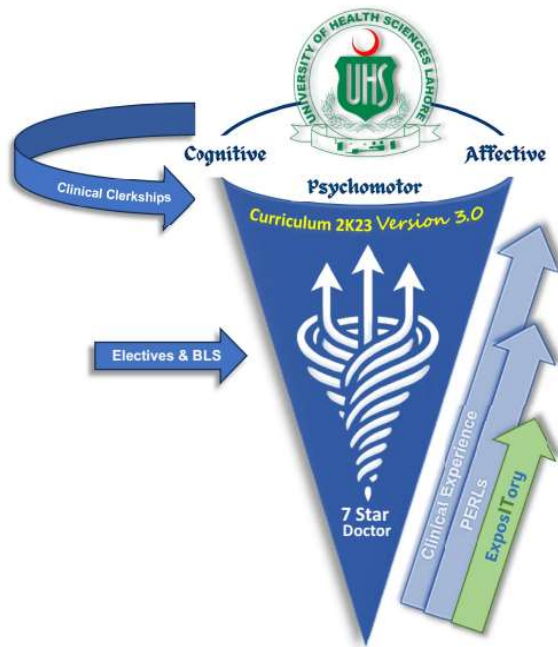 UNIVERSITY OF HEALTH SCIENCES LAHORE
UHS
Cognitive
Affective
Psychomotor
Clinical Clerkships
Curriculum 2K23 Version 3.0
Electives & BLS
7 Star
Doctor
Clinical Experience
PERLs
ExposITory